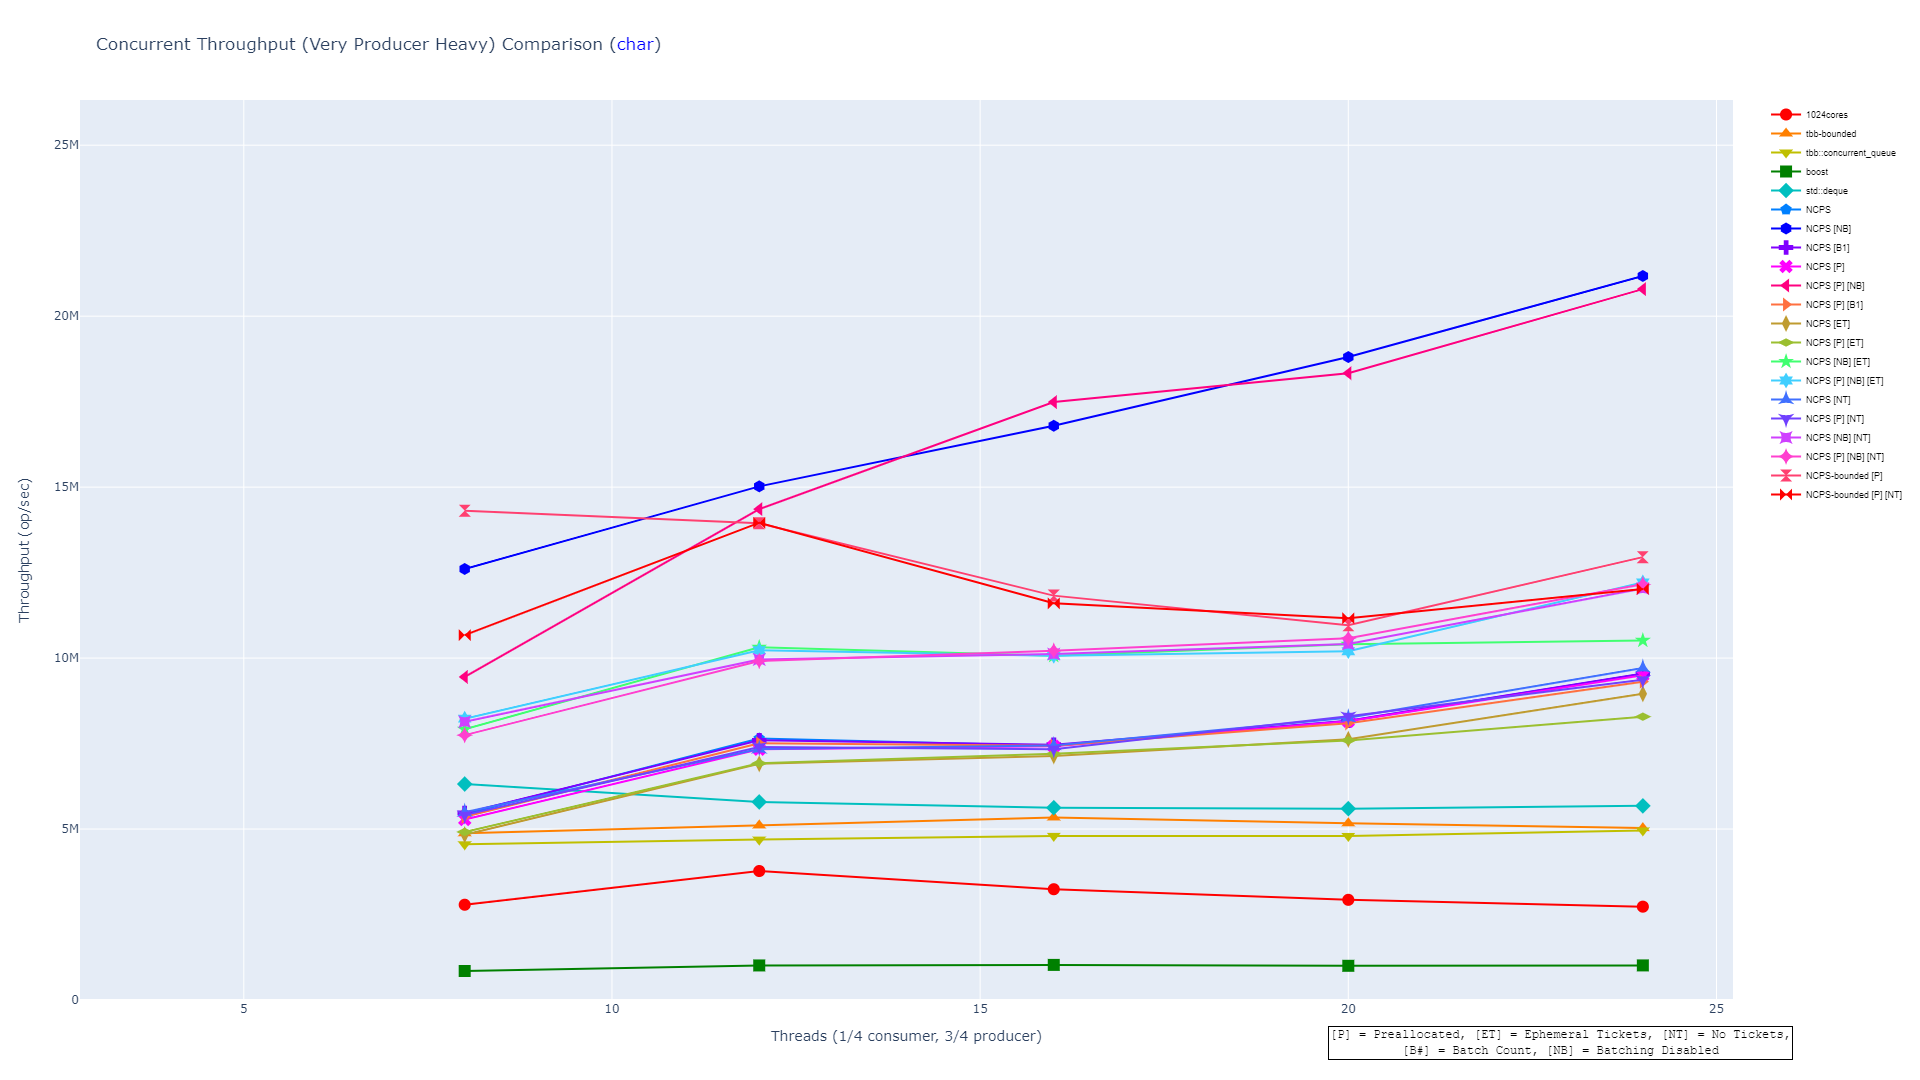 Concurrent Throughput (Very Producer Heavy) Comparison (char)
25M
20M
15M
10M
5M
0
Throughput (op/sec)
5
10
15
20
25
Threads (1/4 consumer, 3/4 producer)
1024cores
tbb-bounded
tbb::concurrent_queue
boost
std::deque
NCPS
NCPS [NB]
NCPS [B1]
NCPS [P]
NCPS [P] [NB]
NCPS [P] [B1]
NCPS [ET]
NCPS [P] [ET]
NCPS [NB] [ET]
NCPS [P] [NB] [ET]
NCPS [NT]
NCPS [P] [NT]
NCPS [NB] [NT]
NCPS [P] [NB] [NT]
NCPS-bounded [P]
NCPS-bounded [P] [NT]
[P] = Preallocated, [ET] = Ephemeral Tickets, [NT] = No Tickets,
[B#] = Batch Count, [NB] = Batching Disabled